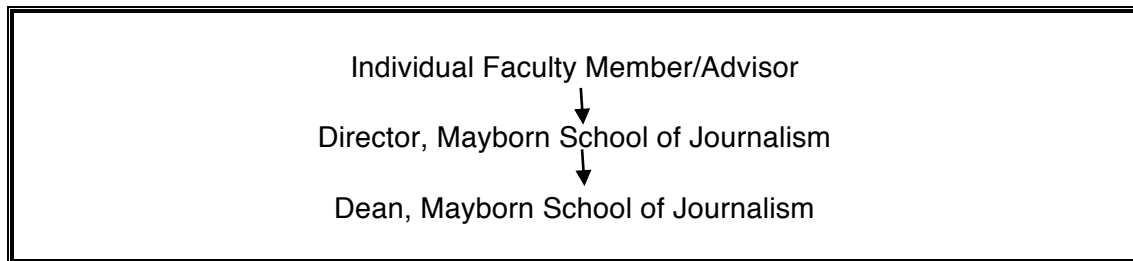 Individual Faculty Member/Advisor
Director, Mayborn School of Journalism
Dean, Mayborn School of Journalism